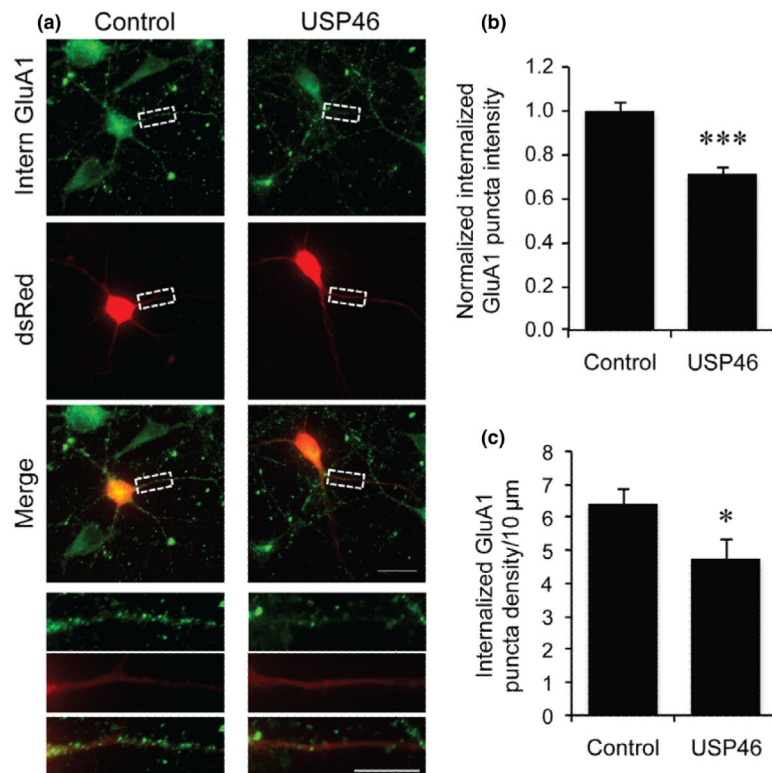 (a)
Control
USP46
Intern GluA1
dsRed
Merge
(b)
Normalized internalized
GluA1 puncta intensity
1.2
1.0
0.8
0.6
0.4
0.2
0.0
***
Control
USP46
(c)
Internalized GluA1
puncta density/10 µm
8
7
6
5
4
3
2
1
0
*
Control
USP46